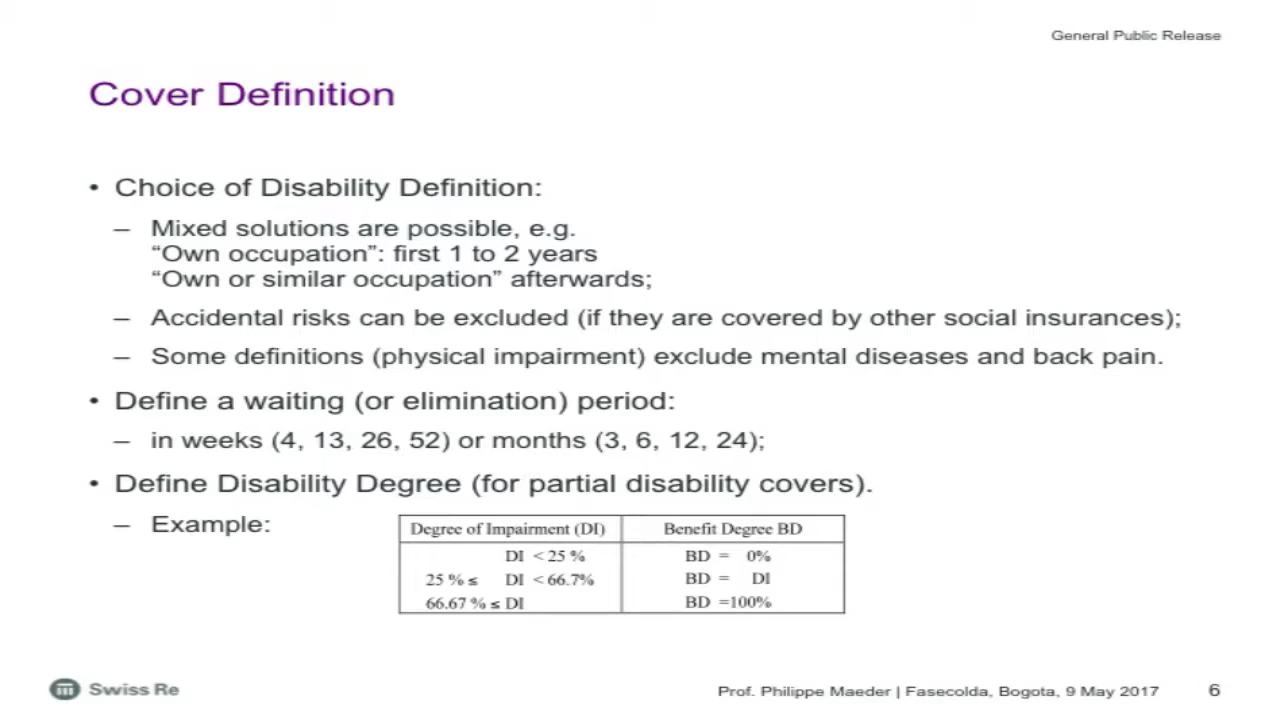 General Public Release
Cover Definition
• Choice of Disability Definition:
– Mixed solutions are possible, e.g.
“Own occupation”: first 1 to 2 years
“Own or similar occupation” afterwards;
– Accidental risks can be excluded (if they are covered by other social insurances);
– Some definitions (physical impairment) exclude mental diseases and back pain.
• Define a waiting (or elimination) period:
– in weeks (4, 13, 26, 52) or months (3, 6, 12, 24);
• Define Disability Degree (for partial disability covers).
– Example:
Degree of Impairment (DI) Benefit Degree BD
DI < 25 % BD = 0%
25 % ≤ DI < 66.7% BD = DI
66.67 % ≤ DI BD =100%
Swiss Re
Prof. Philippe Maeder | Fasecolda, Bogota, 9 May 2017 6